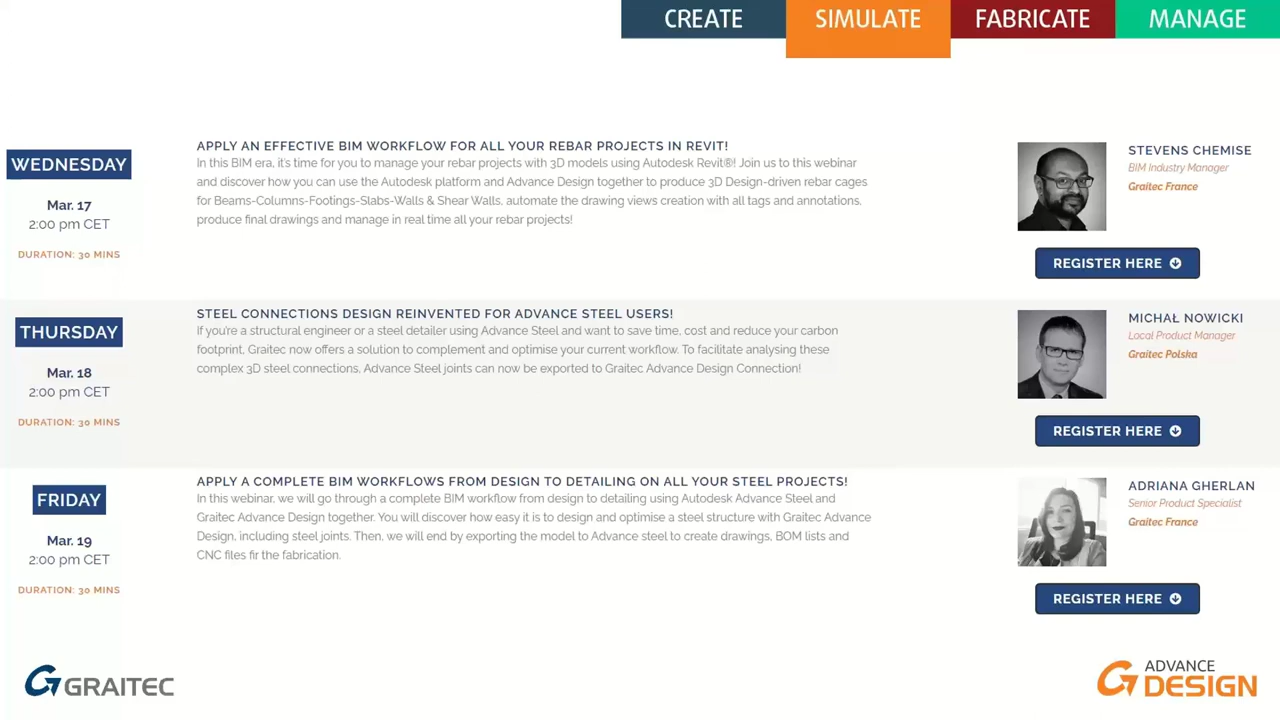 CREATE
SIMULATE
FABRICATE
MANAGE
WEDNESDAY
Mar. 17
2:00 pm CET
DURATION: 30 MINS
APPLY AN EFFECTIVE BIM WORKFLOW FOR ALL YOUR REBAR PROJECTS IN REVIT!
In this BIM era, it's time for you to manage your rebar projects with 3D models using Autodesk Revit®! Join us to this webinar
and discover how you can use the Autodesk platform and Advance Design together to produce 3D Design-driven rebar cages
for Beams-Columns-Footings-Slabs-Walls & Shear Walls, automate the drawing views creation with all tags and annotations,
produce final drawings and manage in real time all your rebar projects!
STEVENS CHEMISE
BIM Industry Manager
Graitec France
REGISTER HERE
THURSDAY
Mar. 18
2:00 pm CET
DURATION: 30 MINS
STEEL CONNECTIONS DESIGN REINVENTED FOR ADVANCE STEEL USERS!
If you're a structural engineer or a steel detailer using Advance Steel and want to save time, cost and reduce your carbon
footprint, Graitec now offers a solution to complement and optimise your current workflow. To facilitate analysing these
complex 3D steel connections, Advance Steel joints can now be exported to Graitec Advance Design Connection!
MICHAŁ NOWICKI
Local Product Manager
Graitec Polska
REGISTER HERE
FRIDAY
Mar. 19
2:00 pm CET
DURATION: 30 MINS
APPLY A COMPLETE BIM WORKFLOWS FROM DESIGN TO DETAILING ON ALL YOUR STEEL PROJECTS!
In this webinar, we will go through a complete BIM workflow from design to detailing using Autodesk Advance Steel and
Graitec Advance Design together. You will discover how easy it is to design and optimise a steel structure with Graitec Advance
Design, including steel joints. Then, we will end by exporting the model to Advance steel to create drawings, BOM lists and
CNC files fir the fabrication.
ADRIANA GHERLAN
Senior Product Specialist
Graitec France
REGISTER HERE
GRAITEC
ADVANCE
DESIGN